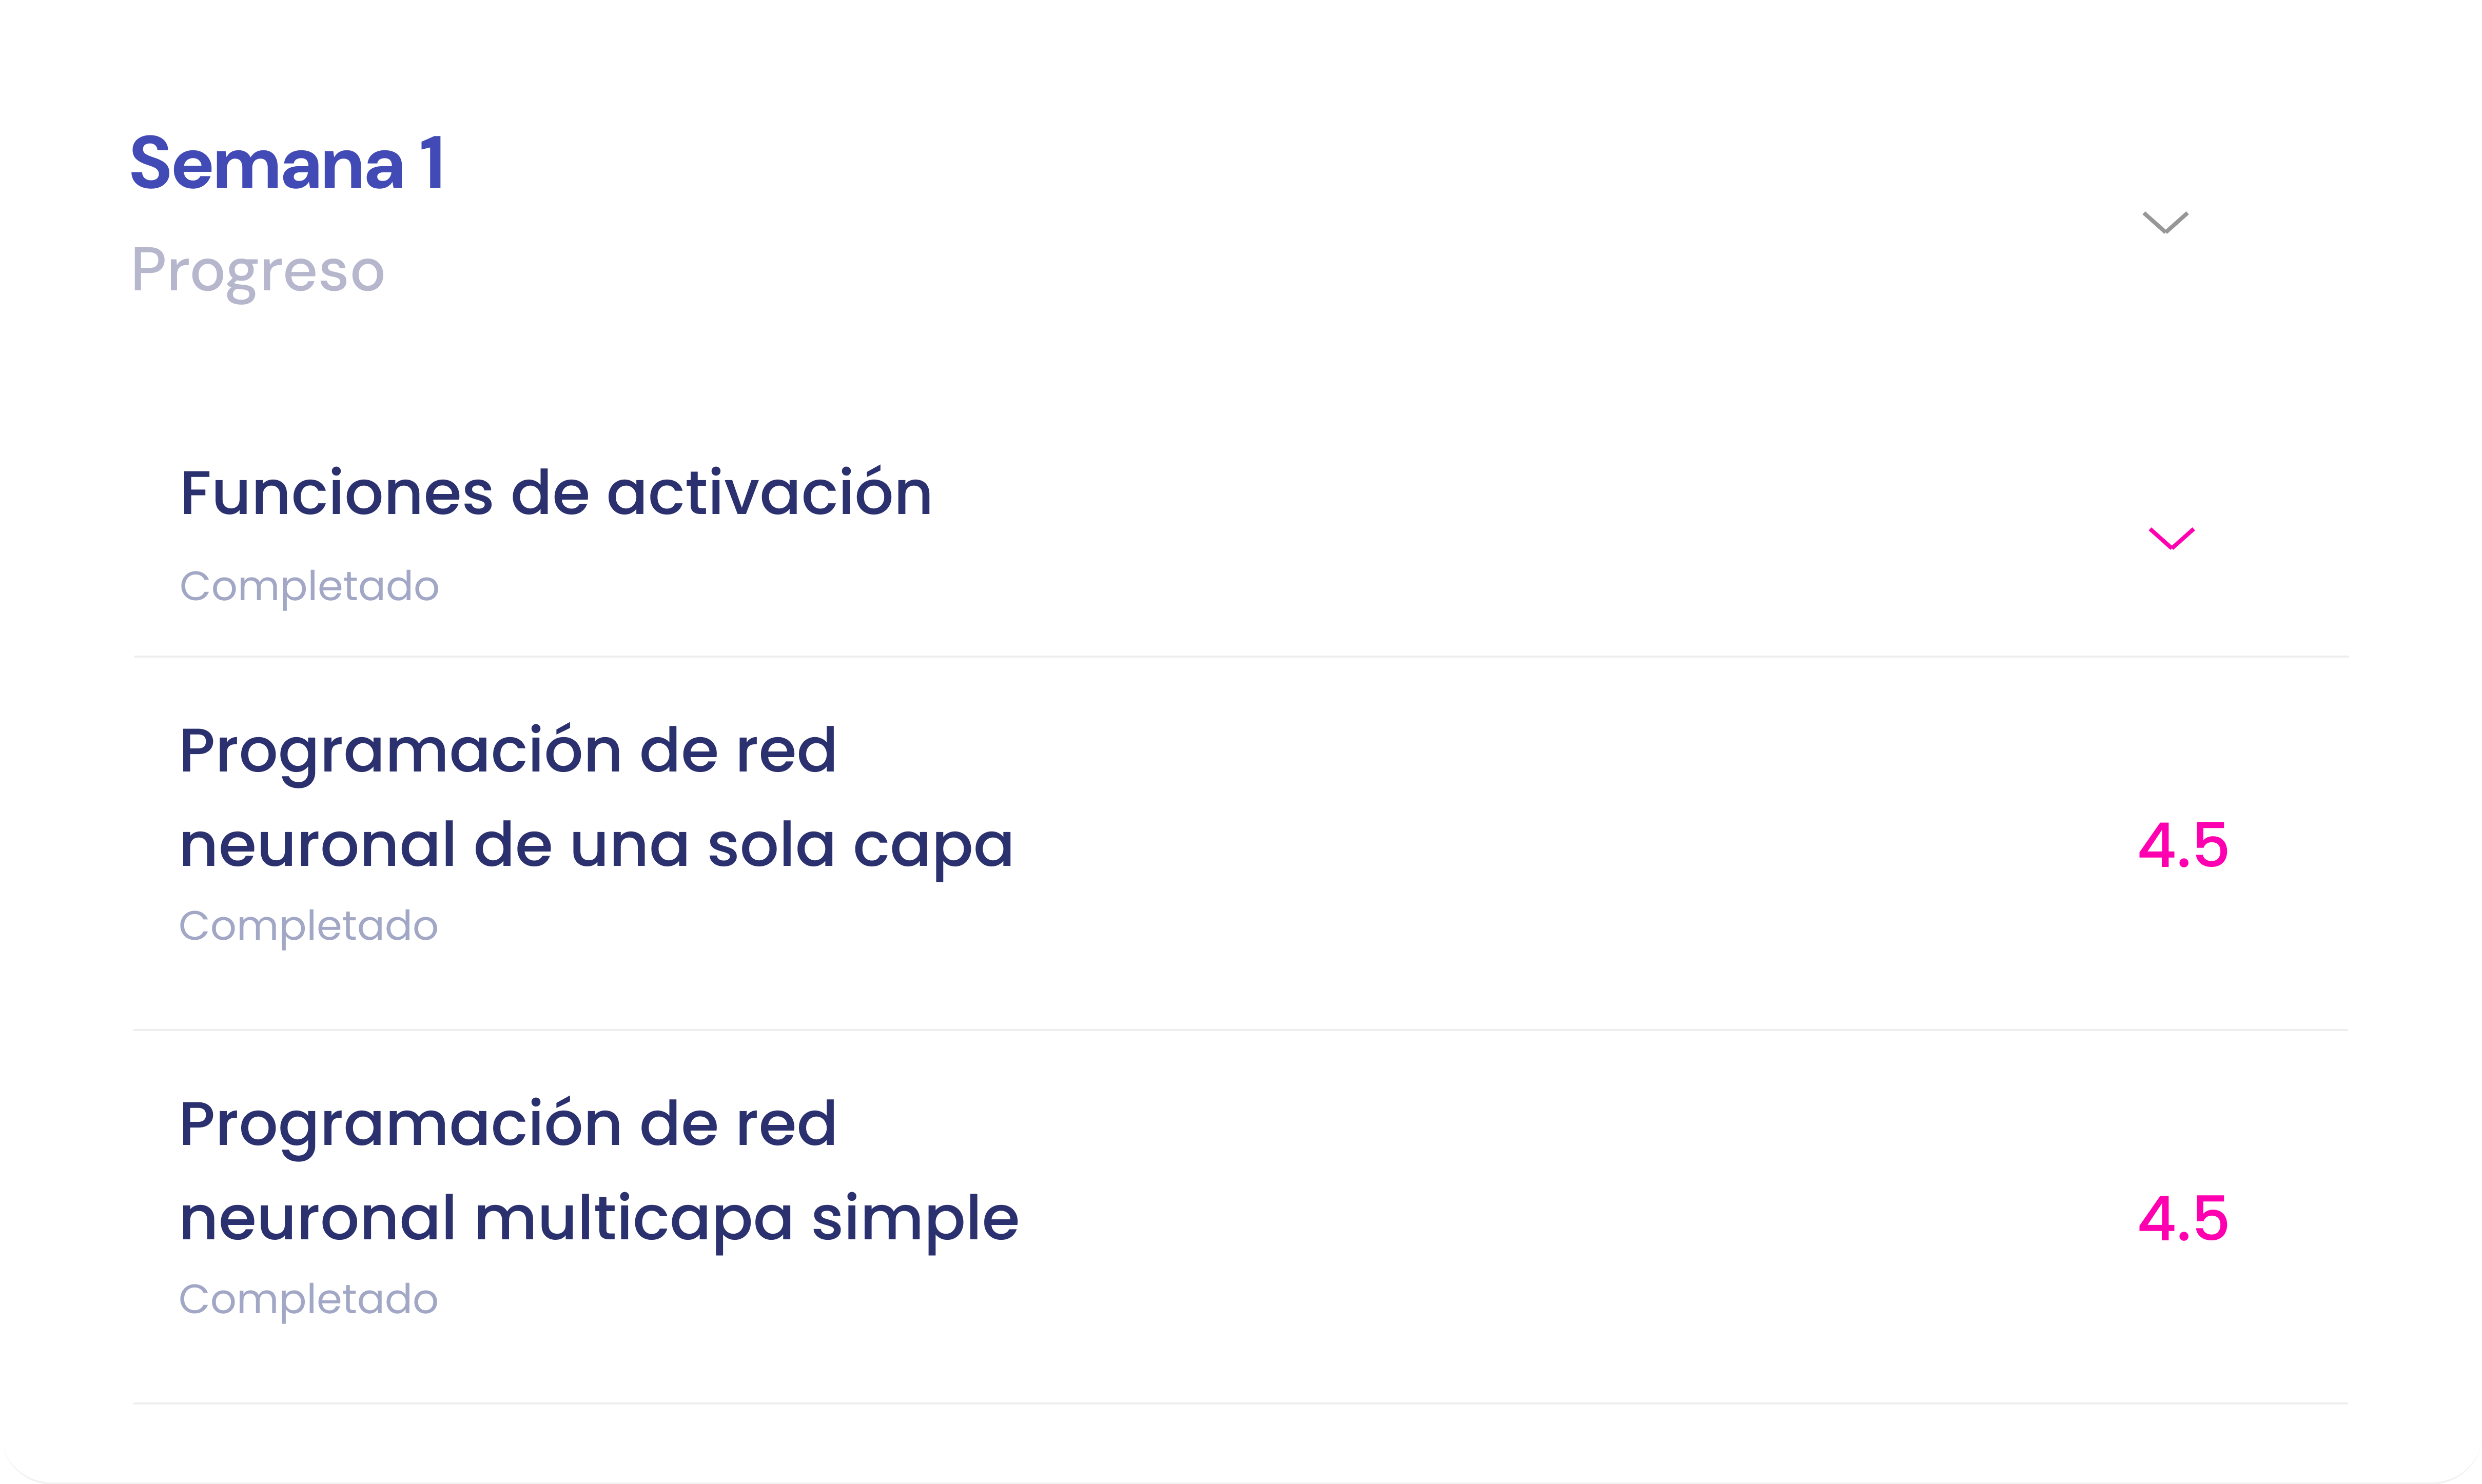 Semana 1
Progreso
Funciones de activación
Completado
Programación de red
neuronal de una sola capa
4.5
Completado
Programación de red
neuronal multicapa simple
4.5
Completado